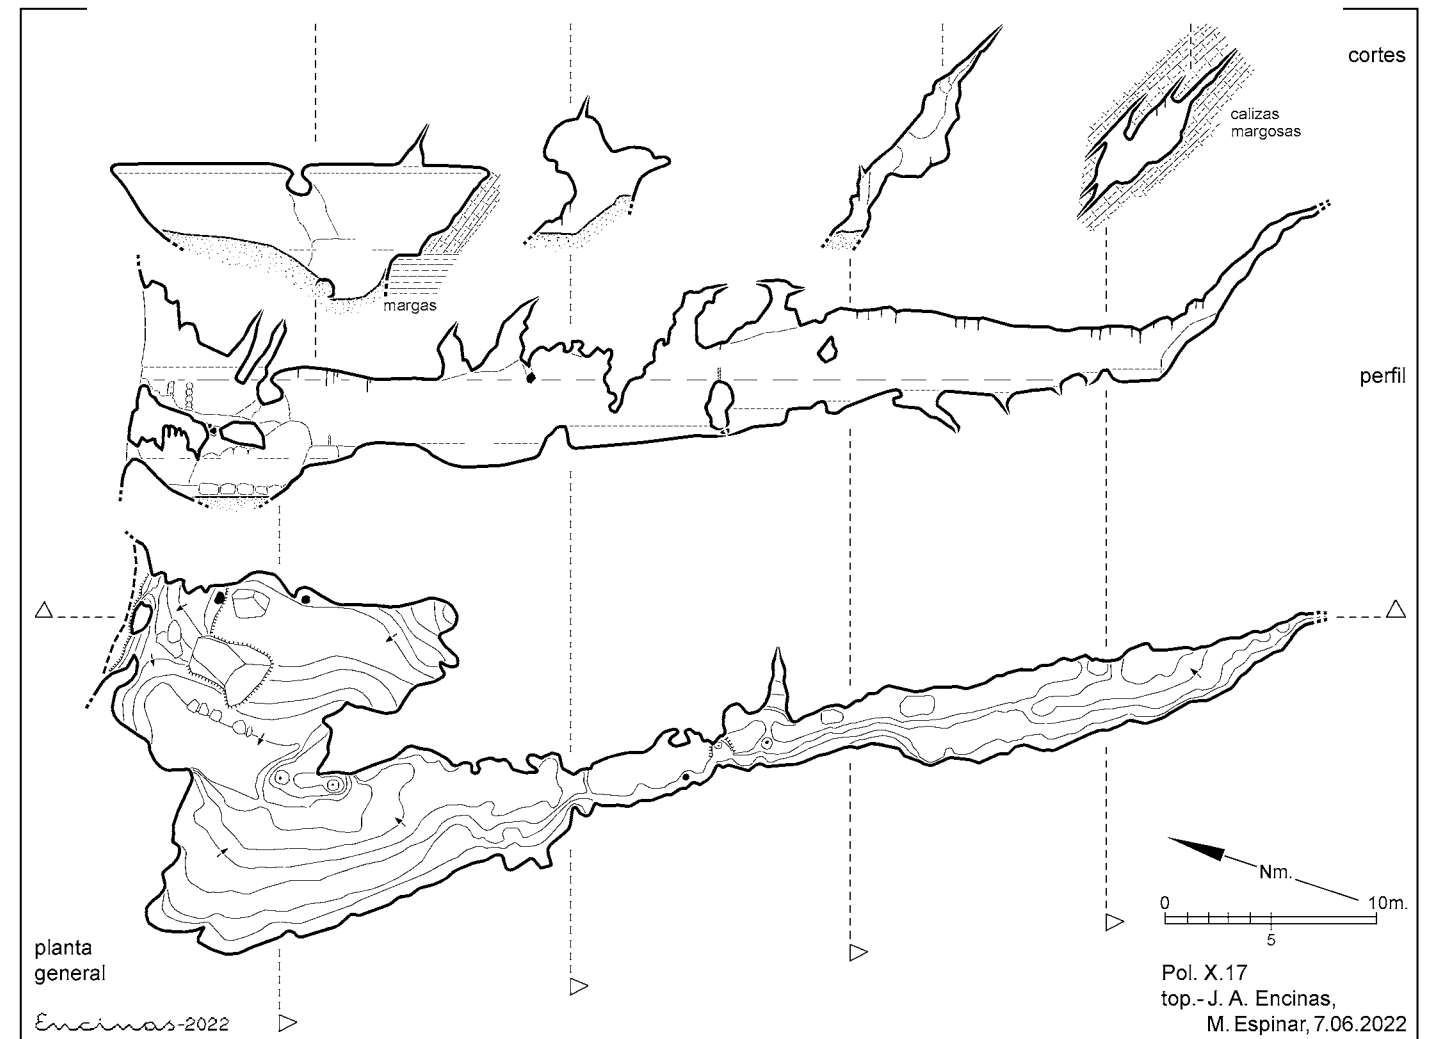 cortes
calizas
margosas
margas
perfil
Nm.
0 10m.
5
planta
general
Pol. X.17
top.- J. A. Encinas,
M. Espinar, 7.06.2022
Encinas-2022